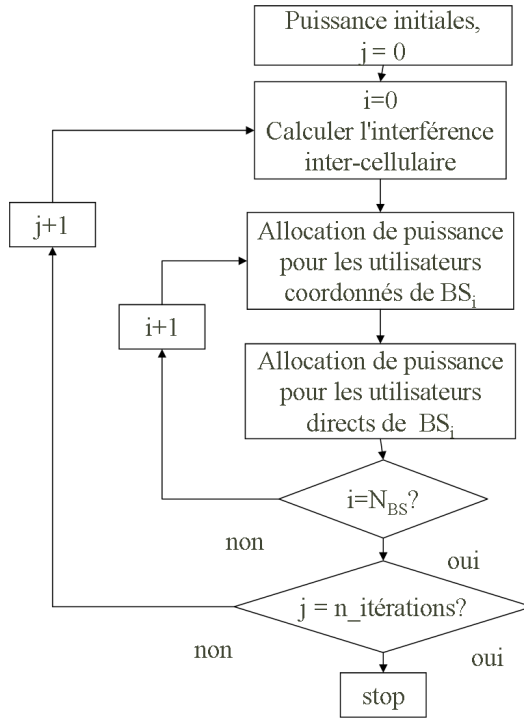 Puissance initiales,
j = 0
i=0
Calculer l'interférence
inter-cellulaire
j+1
Allocation de puissance
pour les utilisateurs
coordonnés de BSi
i+1
Allocation de puissance
pour les utilisateurs
directs de BSi
i=NBS?
non
oui
j = n_itérations?
non
oui
stop